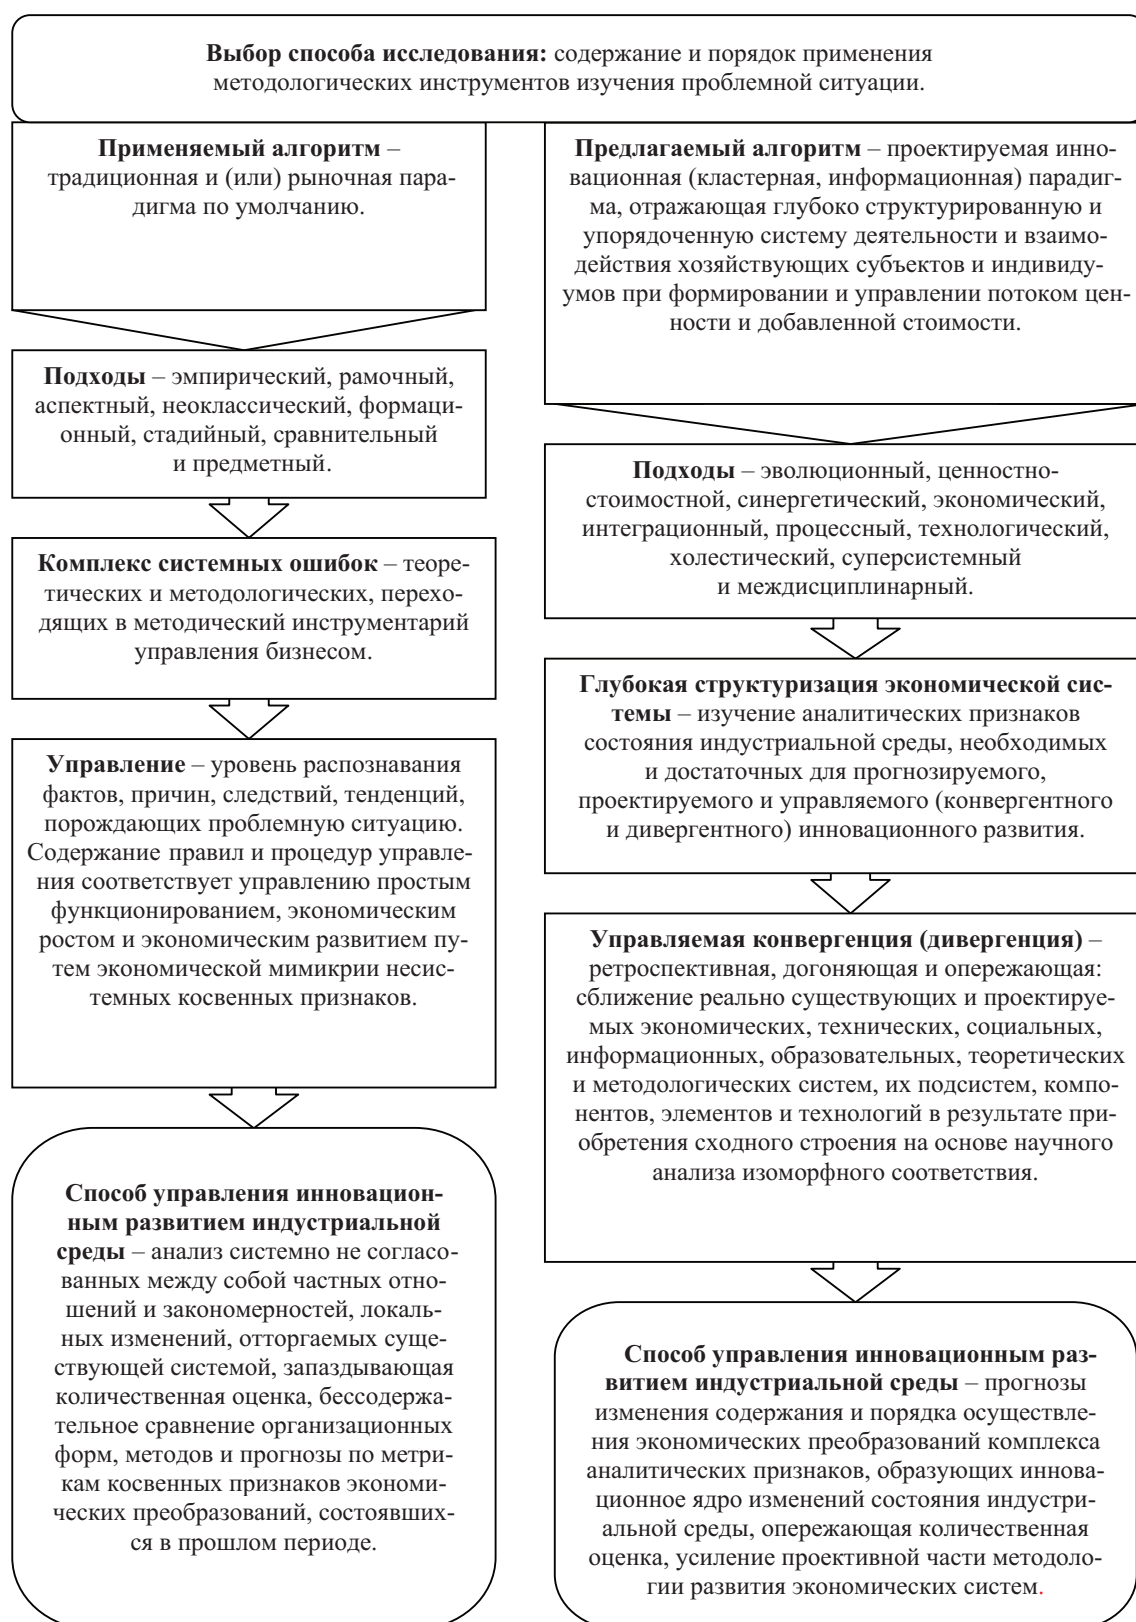 Выбор способа исследования: содержание и порядок применения
методологических инструментов изучения проблемной ситуации.
Применяемый алгоритм –
традиционная и (или) рыночная пара-
дигма по умолчанию.
Подходы – эмпирический, рамочный,
аспектный, неоклассический, формаци-
онный, стадийный, сравнительный
и предметный.
Комплекс системных ошибок – теоре-
тических и методологических, перехо-
дящих в методический инструментарий
управления бизнесом.
Управление – уровень распознавания
фактов, причин, следствий, тенденций,
порождающих проблемную ситуацию.
Содержание правил и процедур управле-
ния соответствует управлению простым
функционированием, экономическим
ростом и экономическим развитием пу-
тем экономической мимикрии несис-
темных косвенных признаков.
Способ управления инновацион-
ным развитием индустриальной
среды – анализ системно не согласо-
ванных между собой частных отно-
шений и закономерностей, локаль-
ных изменений, отторгаемых суще-
ствующей системой, запаздывающая
количественная оценка, бессодержа-
тельное сравнение организационных
форм, методов и прогнозы по метри-
кам косвенных признаков экономи-
ческих преобразований, состоявших-
ся в прошлом периоде.
Предлагаемый алгоритм – проектируемая инно-
вационная (кластерная, информационная) парадиг-
ма, отражающая глубоко структурированную и
упорядоченную систему деятельности и взаимо-
действия хозяйствующих субъектов и индивиду-
умов при формировании и управлении потоком цен-
ности и добавленной стоимости.
Подходы – эволюционный, ценностно-
стоимостной, синергетический, экономический,
интеграционный, процессный, технологический,
холестический, суперсистемный
и междисциплинарный.
Глубокая структуризация экономической сис-
темы – изучение аналитических признаков
состояния индустриальной среды, необходимых
и достаточных для прогнозируемого,
проектируемого и управляемого (конвергентного
и дивергентного) инновационного развития.
Управляемая конвергенция (дивергенция) –
ретроспективная, догоняющая и опережающая:
сближение реально существующих и проектируе-
мых экономических, технических, социальных,
информационных, образовательных, теоретических
и методологических систем, их подсистем, компо-
нентов, элементов и технологий в результате при-
обретения сходного строения на основе научного
анализа изоморфного соответствия.
Способ управления инновационным раз-
витием индустриальной среды – прогнозы
изменения содержания и порядка осуществле-
ния экономических преобразований комплекса
аналитических признаков, образующих иннова-
ционное ядро изменений состояния индустри-
альной среды, опережающая количественная
оценка, усиление проективной части методоло-
гии развития экономических систем.